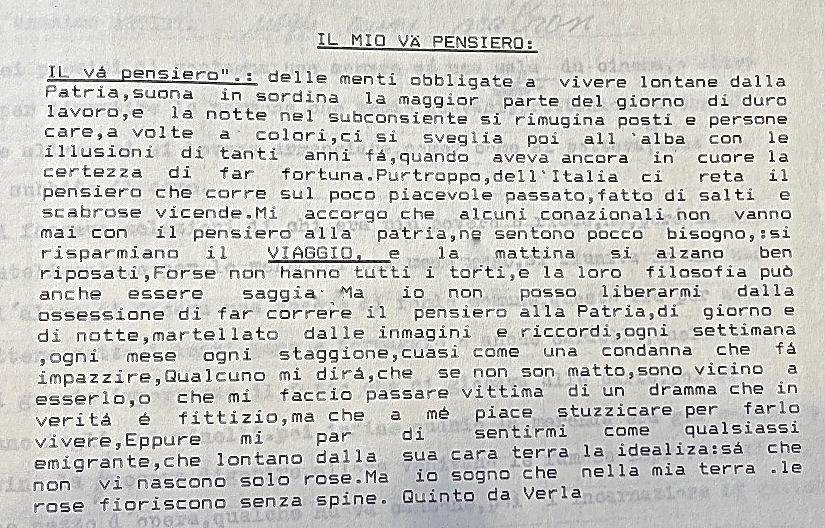 IL MIO VÁ PENSIERO:
IL vá pensiero".: delle menti obbligate a vivere lontane dalla
Patria,suona in sordina la maggior parte del giorno di duro
lavoro,e la notte nel subconsiente si rimugina posti e persone
care,a volte a colori,ci si sveglia poi all'alba con le
illusioni di tanti anni fá,quando aveva ancora in cuore la
certezza di far fortuna.Purtroppo,dell'Italia ci reta il
pensiero che corre sul poco piacevole passato,fatto di salti e
scabrose vicende.Mi accorgo che alcuni conazionali non vanno
mai con il pensiero alla patria,ne sentono pocco bisogno,:si
risparmiano il VIAGGIO, e la mattina si alzano ben
riposati,Forse non hanno tutti i torti,e la loro filosofia può
anche essere saggia Ma io non posso liberarmi dalla
ossessione di far correre il pensiero alla Patria,di giorno e
di notte,martellato dalle inmagini e riccordi,ogni settimana
,ogni mese ogni staggione,cuasi come una condanna che fá
impazzire,Qualcuno mi dirá,che se non son matto,sono vicino a
esserlo,o che mi faccio passare vittima di un dramma che in
veritá é fittizio,ma che a mé piace stuzzicare per farlo
vivere,Eppure mi par di sentirmi come qualsiassi
emigrante,che lontano dalla sua cara terra la idealiza:sá che
non vi nascono solo rose.Ma io sogno che nella mia terra .le
rose fioriscono senza spine. Quinto da Verla